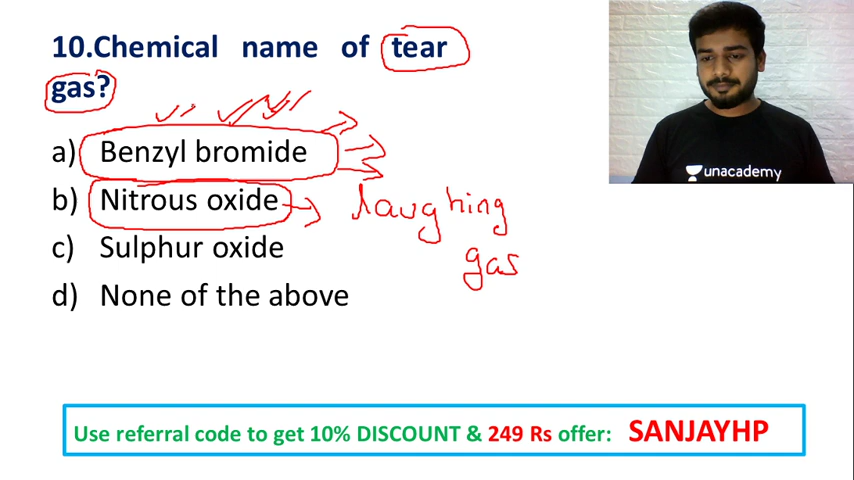 10.Chemical name of tear
gas?
a) Benzyl bromide
b) Nitrous oxide
laughing
gas
c) Sulphur oxide
d) None of the above
unacademy
Use referral code to get 10% DISCOUNT & 249 Rs offer: SANJAYHP